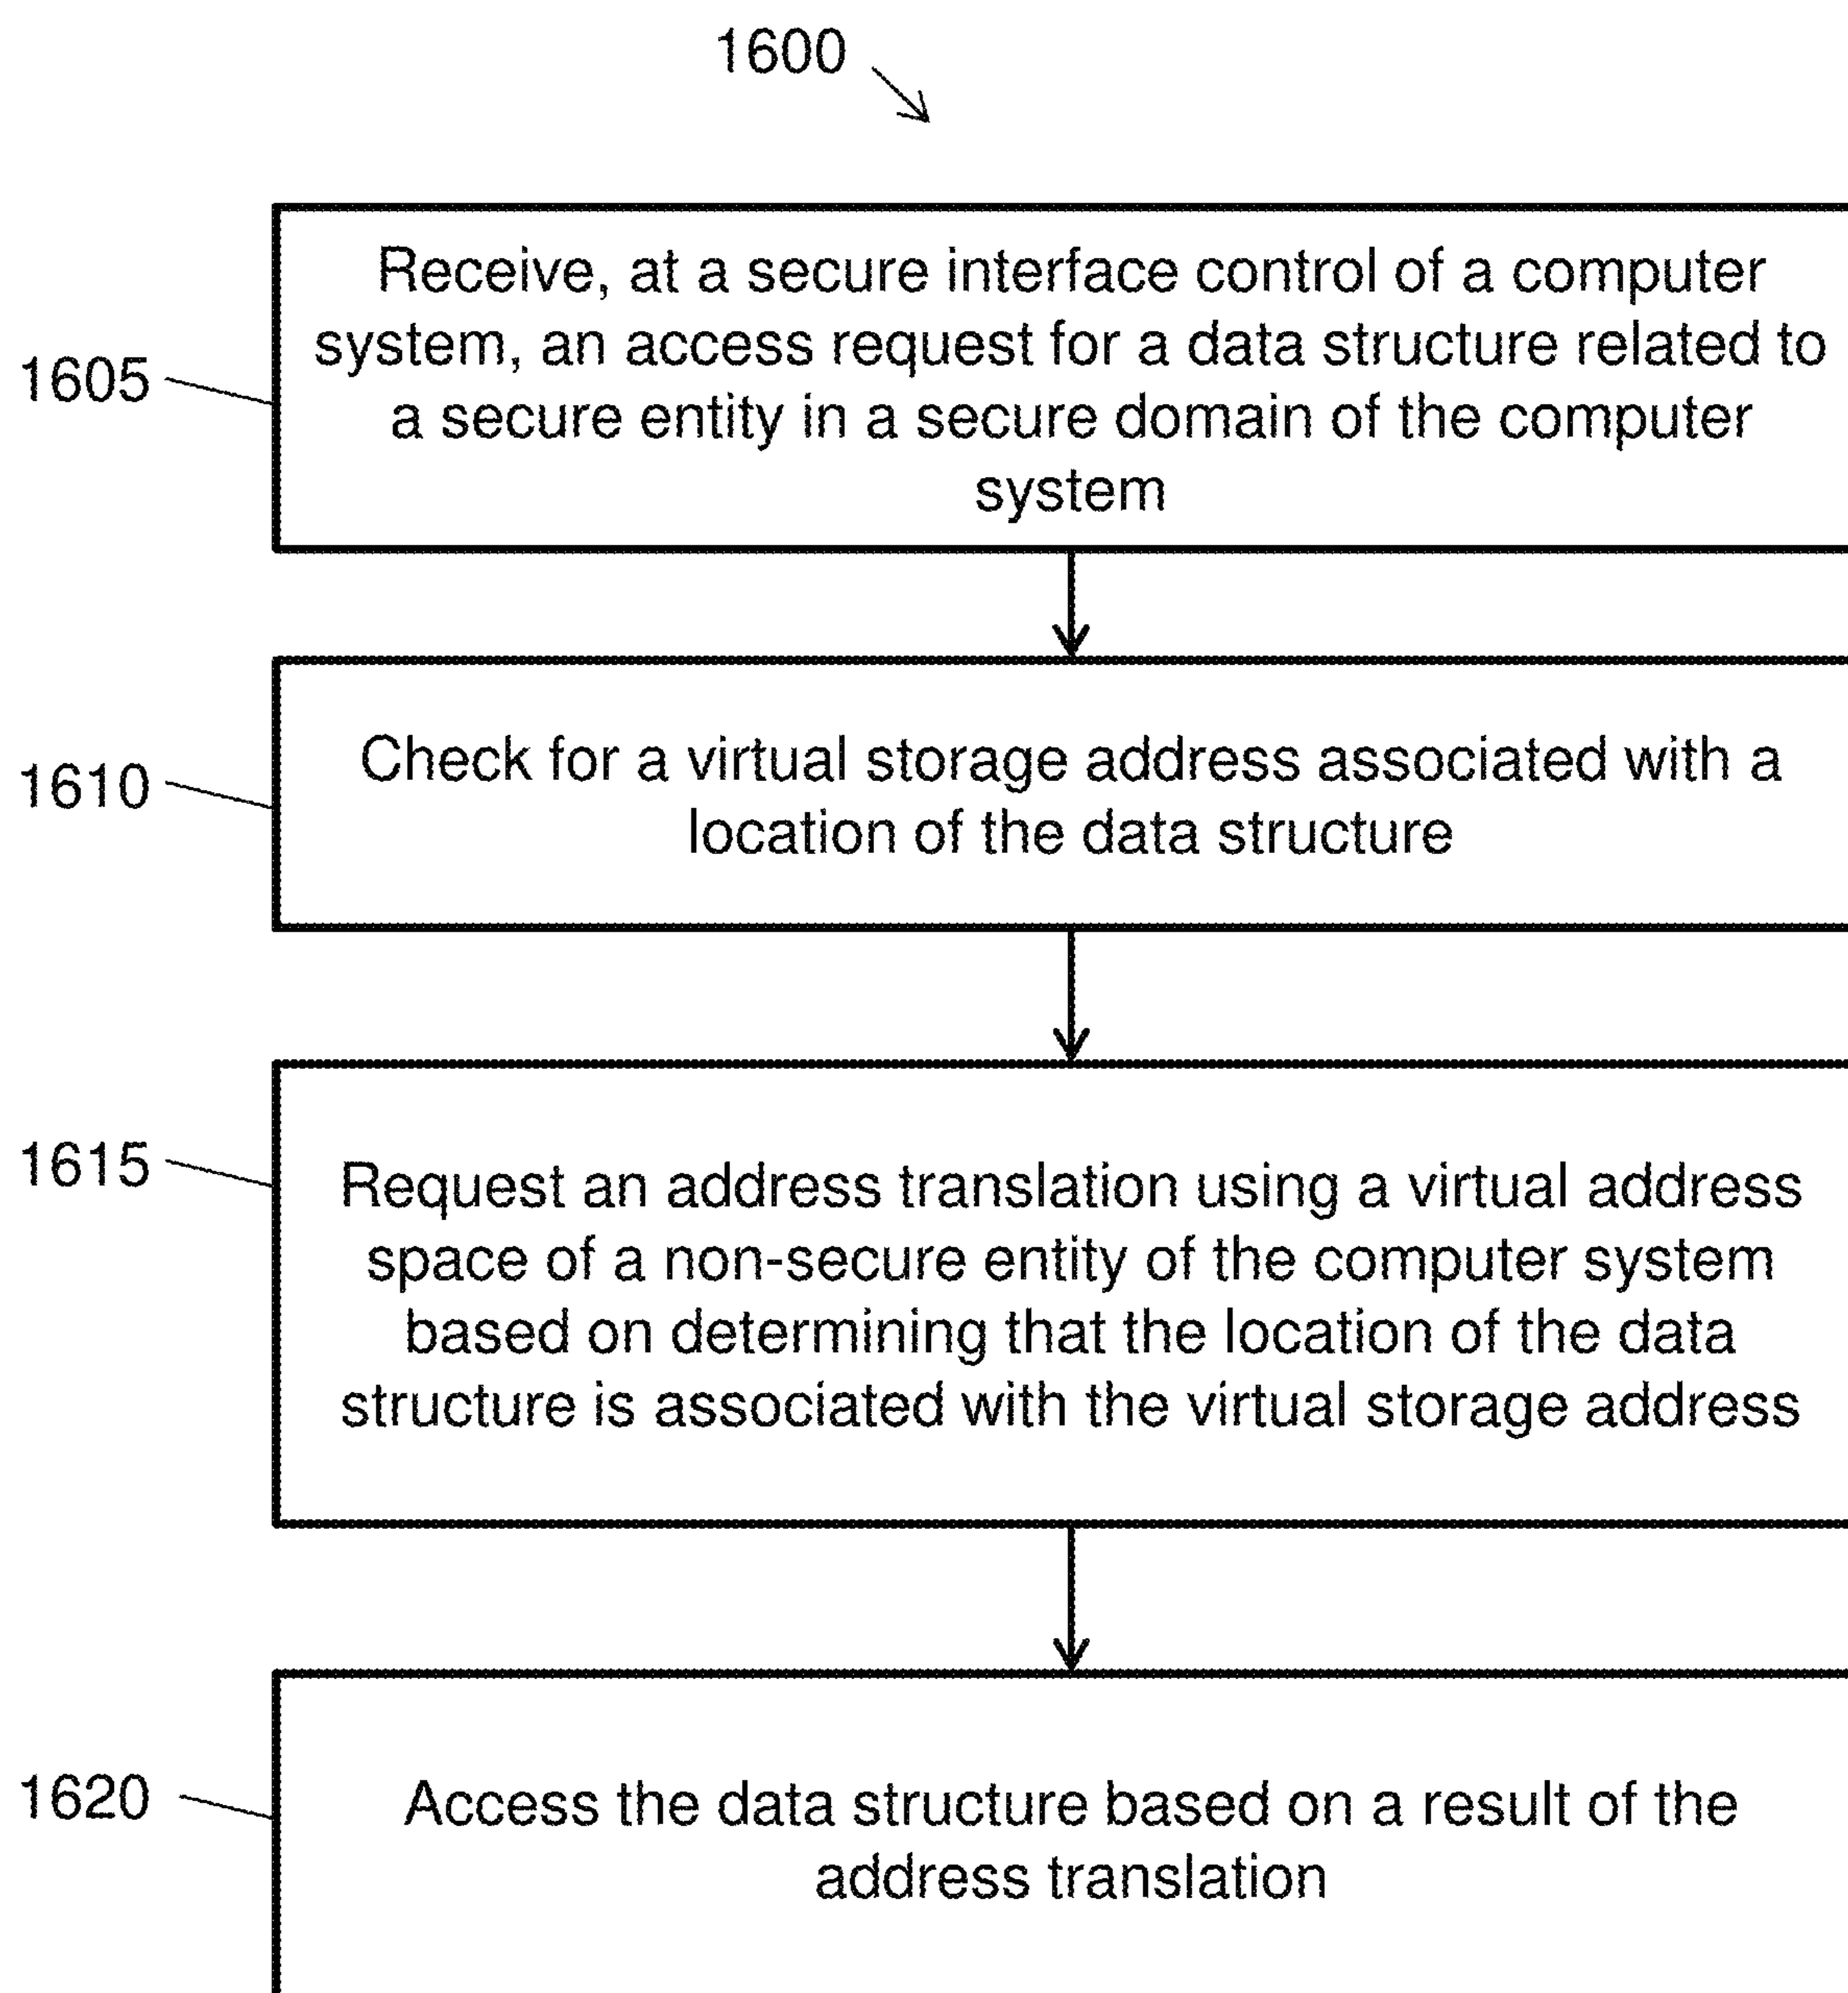 1600
1605
Receive, at a secure interface control of a computer
system, an access request for a data structure related to
a secure entity in a secure domain of the computer
system
1610
Check for a virtual storage address associated with a
location of the data structure
1615
Request an address translation using a virtual address
space of a non-secure entity of the computer system
based on determining that the location of the data
structure is associated with the virtual storage address
1620
Access the data structure based on a result of the
address translation